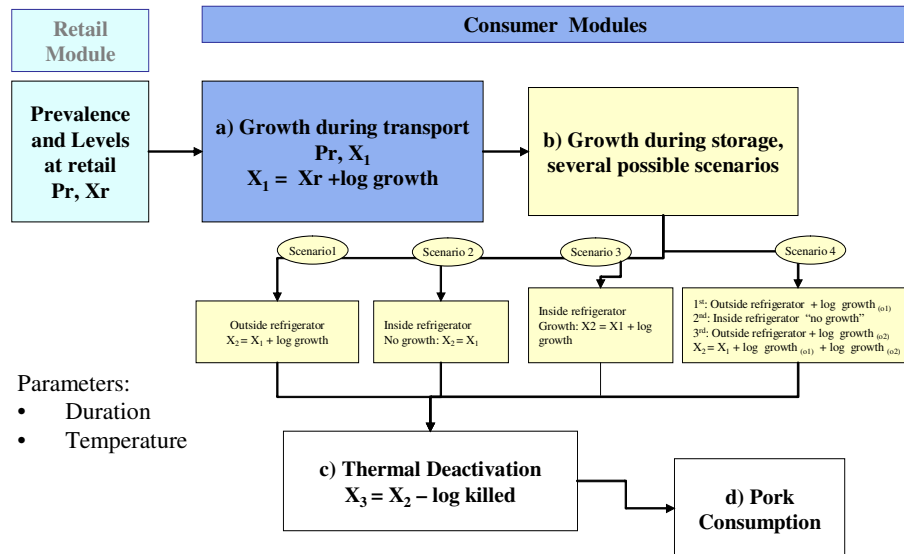 Retail
Module
Consumer Modules
Prevalence
and Levels
at retail
Pr, Xr
a) Growth during transport
Pr, X₁
X₁ = Xr +log growth
b) Growth during storage,
several possible scenarios
Scenario1
Scenario 2
Scenario 3
Scenario 4
Outside refrigerator
X₂ = X₁ + log growth
Inside refrigerator
No growth: X₂ = X₁
Inside refrigerator
Growth: X2 = X1 + log
growth
1ˢᵗ: Outside refrigerator + log growth ₍ₒ₁₎
2ⁿᵈ: Inside refrigerator “no growth”
3ʳᵈ: Outside refrigerator + log growth ₍ₒ₂₎
X₂ = X₁ + log growth ₍ₒ₁₎ + log growth ₍ₒ₂₎
Parameters:
• Duration
• Temperature
c) Thermal Deactivation
X₃ = X₂ – log killed
d) Pork
Consumption